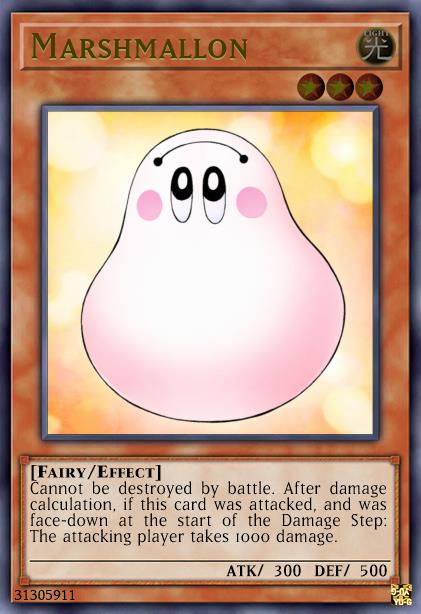 MARSHMALLON
LIGHT
光
[FAIRY/EFFECT]
Cannot be destroyed by battle. After damage
calculation, if this card was attacked, and was
face-down at the start of the Damage Step:
The attacking player takes 1000 damage.
ATK/ 300 DEF/ 500
31305911